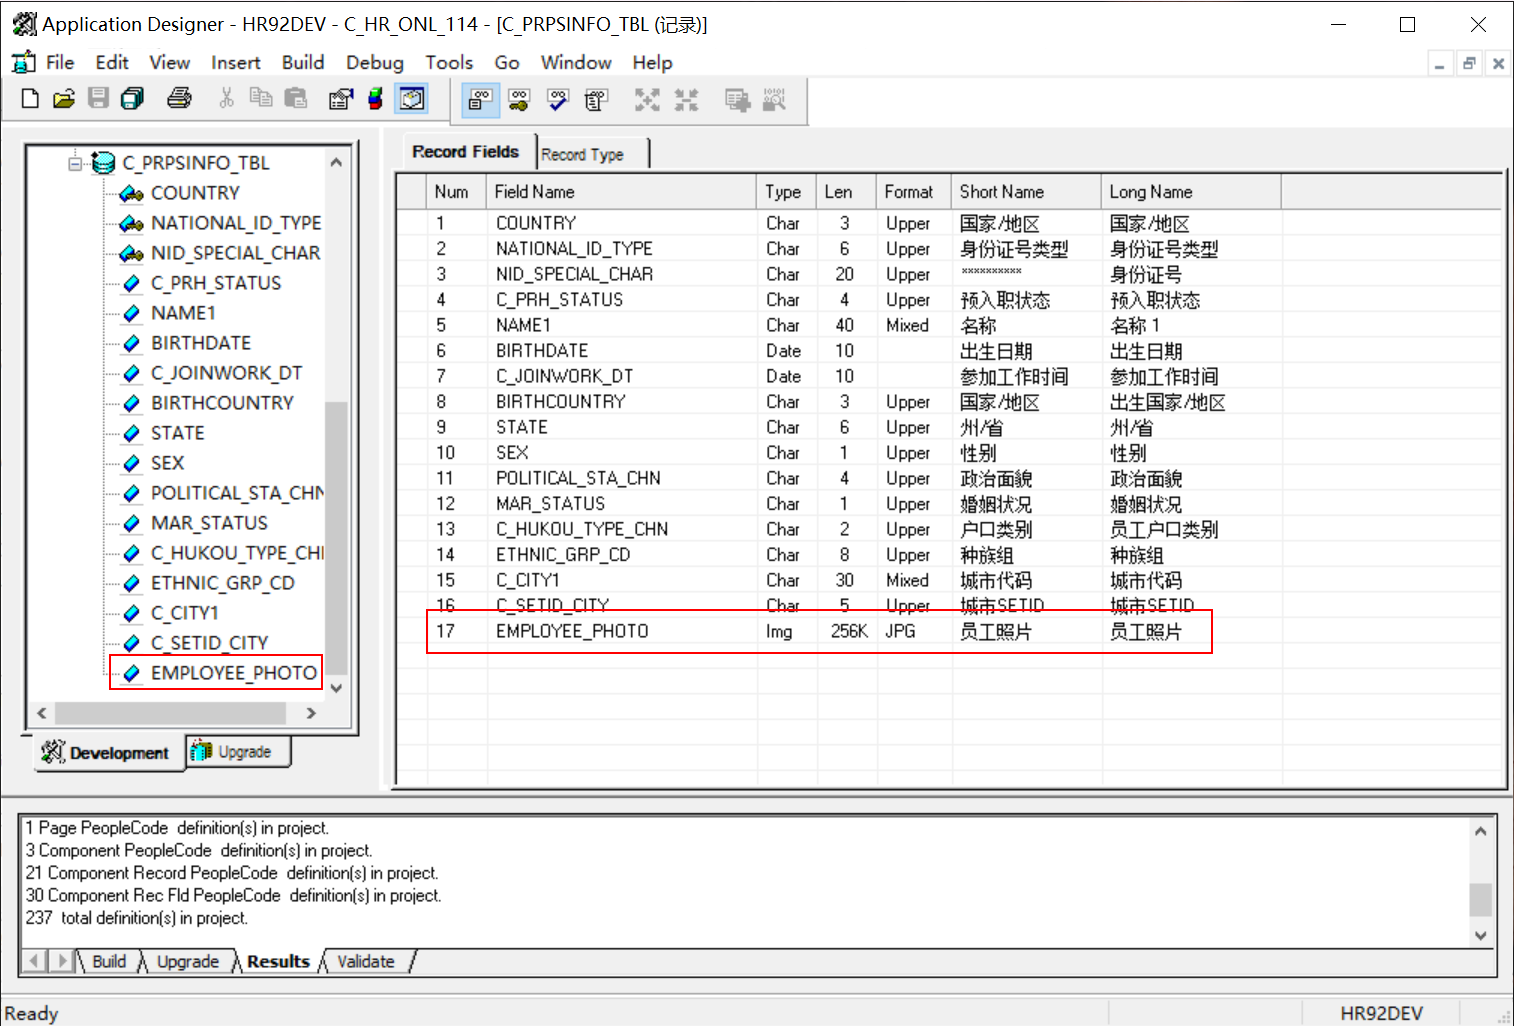 Application Designer - HR92DEV - C_HR_ONL_114 - [C_PRPSINFO_TBL (记录)]
File Edit View Insert Build Debug Tools Go Window Help
C_PRPSINFO_TBL
COUNTRY
NATIONAL_ID_TYPE
NID_SPECIAL_CHAR
C_PRH_STATUS
NAME1
BIRTHDATE
C_JOINWORK_DT
BIRTHCOUNTRY
STATE
SEX
POLITICAL_STA_CHN
MAR_STATUS
C_HUKOU_TYPE_CHI
ETHNIC_GRP_CD
C_CITY1
C_SETID_CITY
EMPLOYEE_PHOTO
Development Upgrade
Record Fields Record Type
Num Field Name Type Len Format Short Name Long Name
1 COUNTRY Char 3 Upper 国家/地区 国家/地区
2 NATIONAL_ID_TYPE Char 6 Upper 身份证号类型 身份证号类型
3 NID_SPECIAL_CHAR Char 20 Upper ********** 身份证号
4 C_PRH_STATUS Char 4 Upper 预入职状态 预入职状态
5 NAME1 Char 40 Mixed 名称 名称 1
6 BIRTHDATE Date 10 出生日期 出生日期
7 C_JOINWORK_DT Date 10 参加工作时间 参加工作时间
8 BIRTHCOUNTRY Char 3 Upper 国家/地区 出生国家/地区
9 STATE Char 6 Upper 州/省 州/省
10 SEX Char 1 Upper 性别 性别
11 POLITICAL_STA_CHN Char 4 Upper 政治面貌 政治面貌
12 MAR_STATUS Char 1 Upper 婚姻状况 婚姻状况
13 C_HUKOU_TYPE_CHN Char 2 Upper 户口类别 员工户口类别
14 ETHNIC_GRP_CD Char 8 Upper 种族组 种族组
15 C_CITY1 Char 30 Mixed 城市代码 城市代码
16 C_SETID_CITY Char 5 Upper 城市SETID 城市SETID
17 EMPLOYEE_PHOTO Img 256K JPG 员工照片 员工照片
1 Page PeopleCode definition(s) in project.
3 Component PeopleCode definition(s) in project.
21 Component Record PeopleCode definition(s) in project.
30 Component Rec Fld PeopleCode definition(s) in project.
237 total definition(s) in project.
Build Upgrade Results Validate
Ready HR92DEV